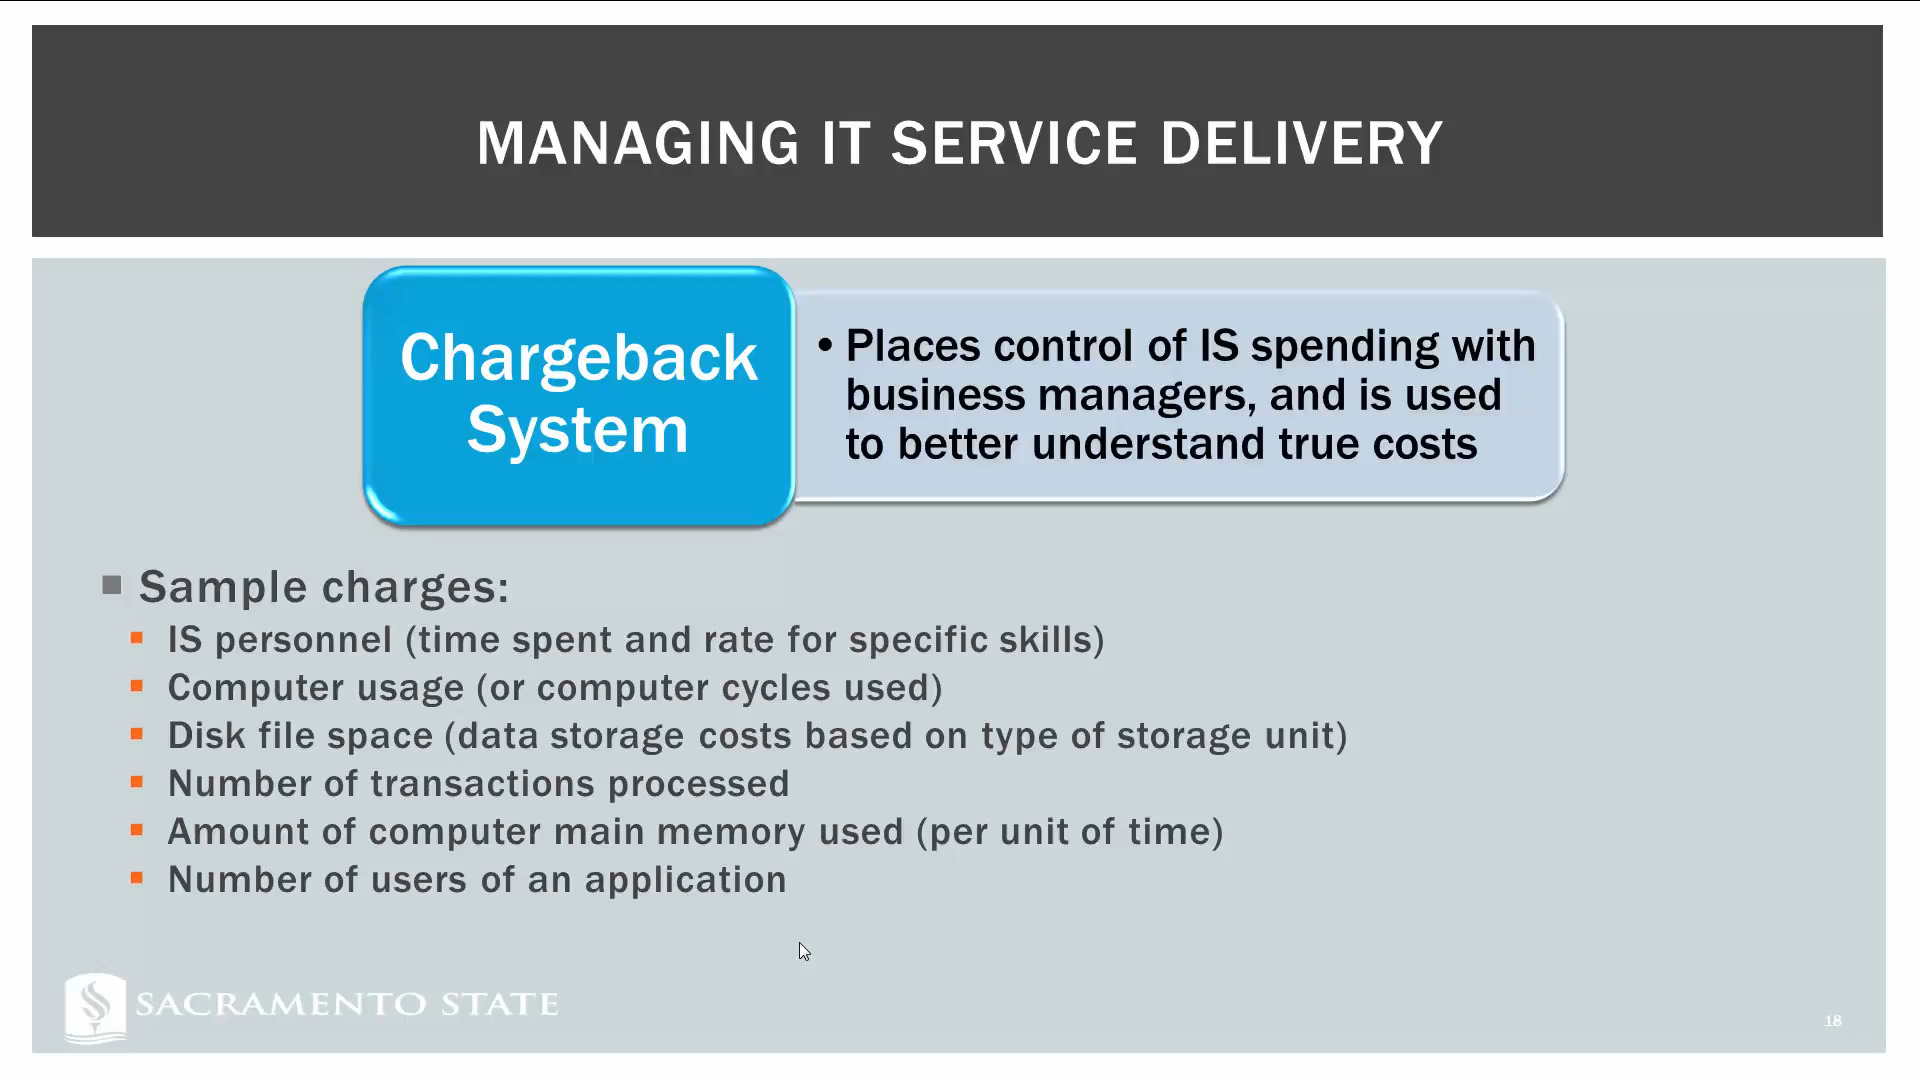 MANAGING IT SERVICE DELIVERY
Chargeback
System
• Places control of IS spending with
business managers, and is used
to better understand true costs
Sample charges:
IS personnel (time spent and rate for specific skills)
Computer usage (or computer cycles used)
Disk file space (data storage costs based on type of storage unit)
Number of transactions processed
Amount of computer main memory used (per unit of time)
Number of users of an application
SACRAMENTO STATE
18